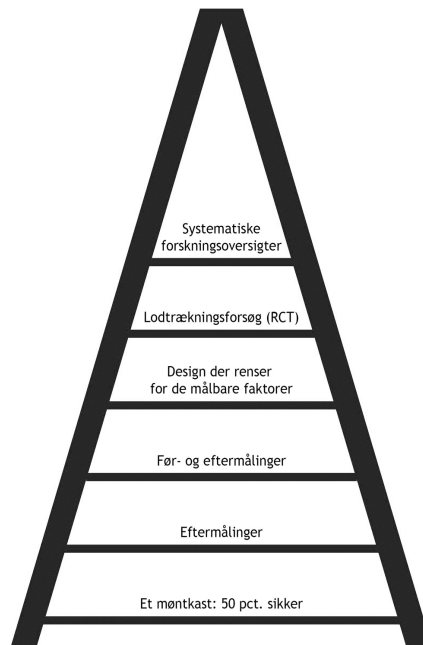 Systematiske
forskningsoversigter
Lodtrækningsforsøg (RCT)
Design der renser
for de målbare faktorer
Før- og eftermålinger
Eftermålinger
Et møntkast: 50 pct. sikker